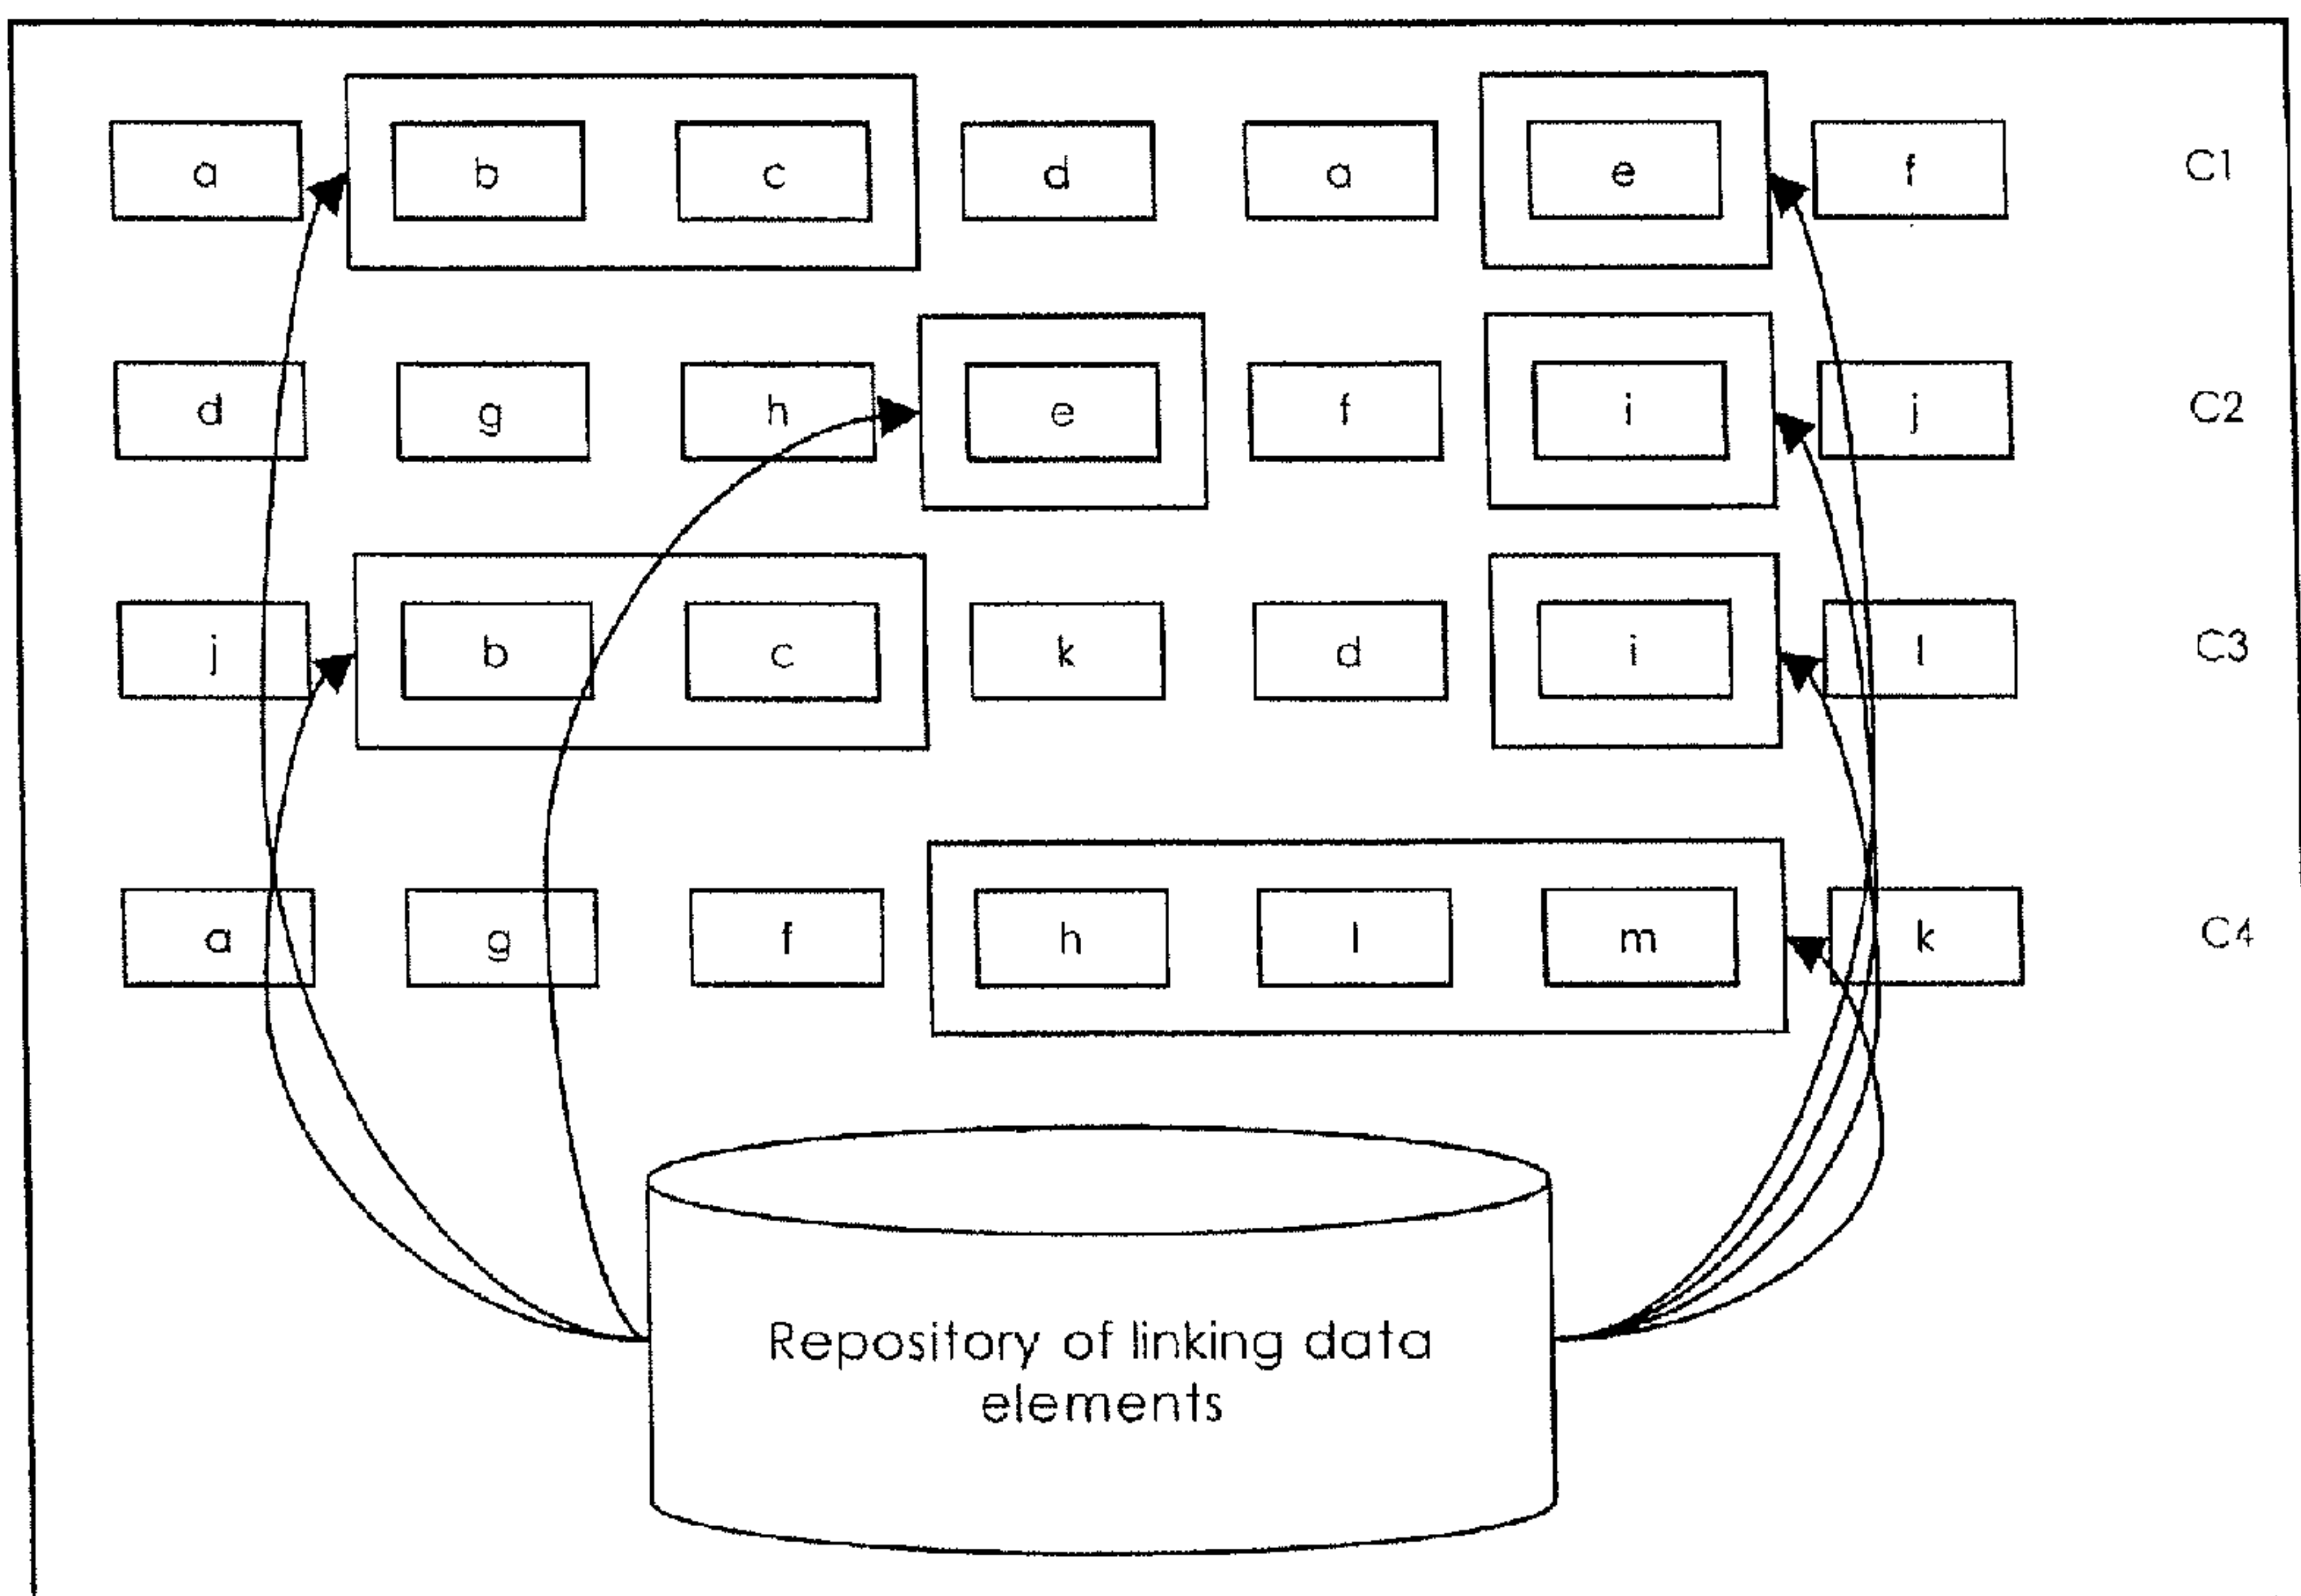 a b c d a e f C1
d g h e f i j C2
j b c k d i l C3
a g f h l m k C4
Repository of linking data
elements